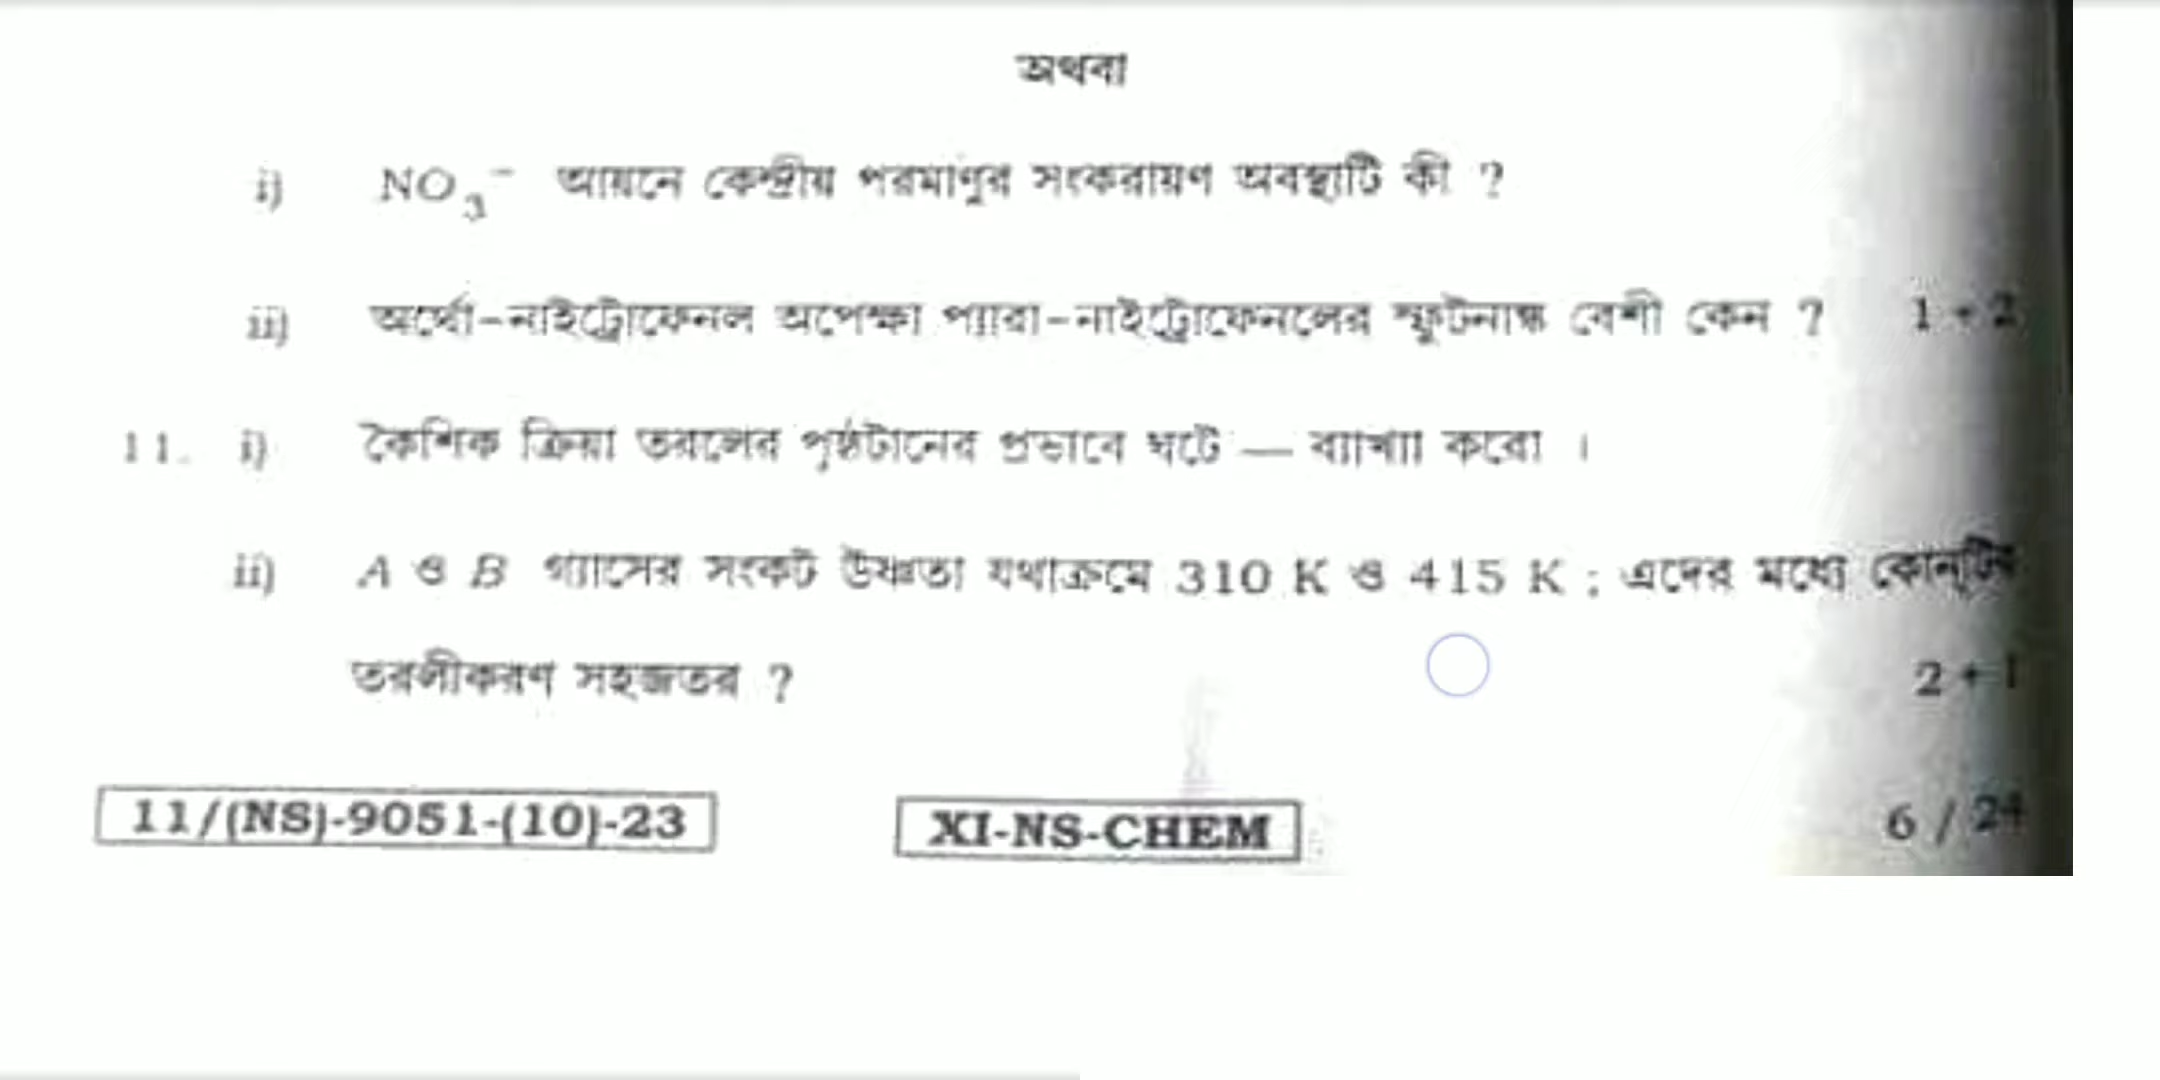 অথবা
i) NO₃⁻ আয়নে কেন্দ্রীয় পরমাণুর সংকরায়ণ অবস্থাটি কী ?
ii) অর্থো-নাইট্রোফেনল অপেক্ষা প্যারা-নাইট্রোফেনলের স্ফুটনাঙ্ক বেশী কেন ? 1 + 2
11. i) কৈশিক ক্রিয়া তরলের পৃষ্ঠটানের প্রভাবে ঘটে — ব্যাখ্যা করো ।
ii) A ও B গ্যাসের সংকট উষ্ণতা যথাক্রমে 310 K ও 415 K ; এদের মধ্যে কোন্‌টির
তরলীকরণ সহজতর ? 2 + 1
11/(NS)-9051-(10)-23 XI-NS-CHEM 6 / 24